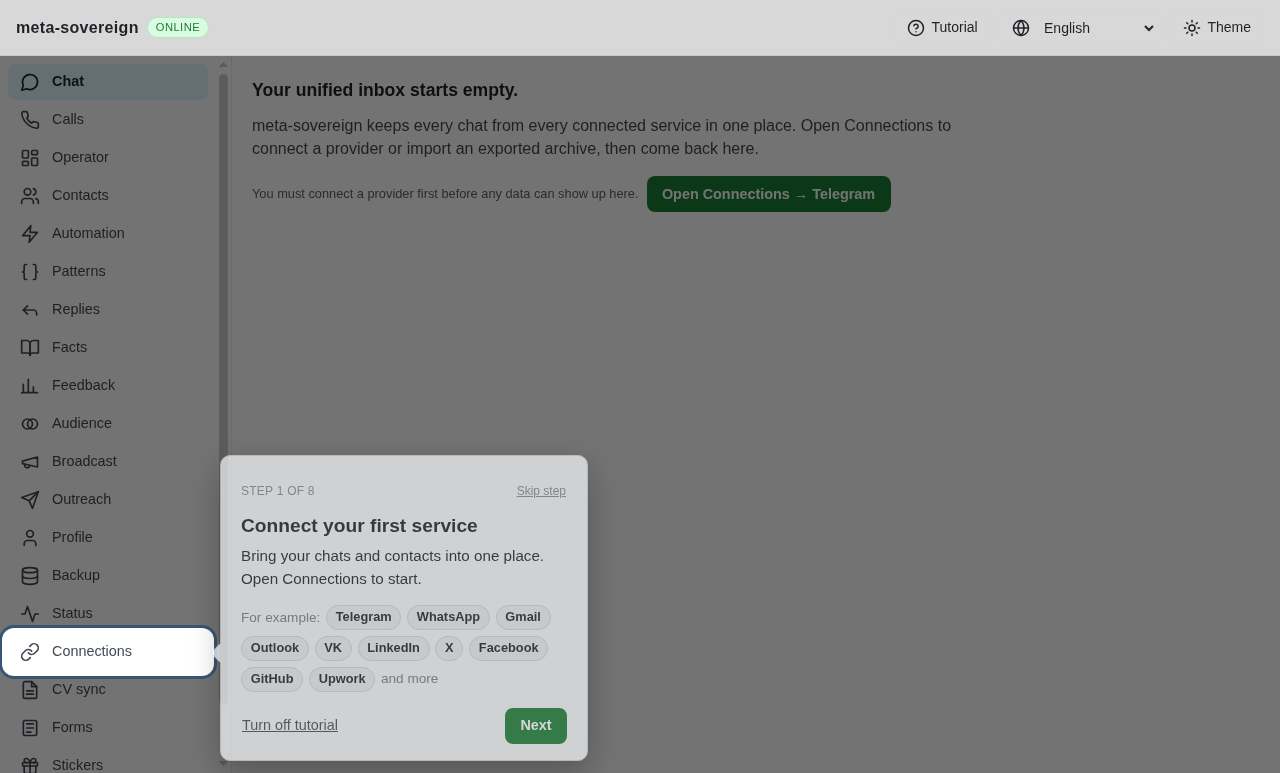 meta-sovereign
ONLINE
Tutorial
English
Theme
Chat
Calls
Operator
Contacts
Automation
Patterns
Replies
Facts
Feedback
Audience
Broadcast
Outreach
Profile
Backup
Status
Connections
CV sync
Forms
Stickers
Your unified inbox starts empty.
meta-sovereign keeps every chat from every connected service in one place. Open Connections to
connect a provider or import an exported archive, then come back here.
You must connect a provider first before any data can show up here.
Open Connections → Telegram
STEP 1 OF 8
Skip step
Connect your first service
Bring your chats and contacts into one place.
Open Connections to start.
For example: Telegram WhatsApp Gmail
Outlook VK LinkedIn X Facebook
GitHub Upwork and more
Turn off tutorial
Next